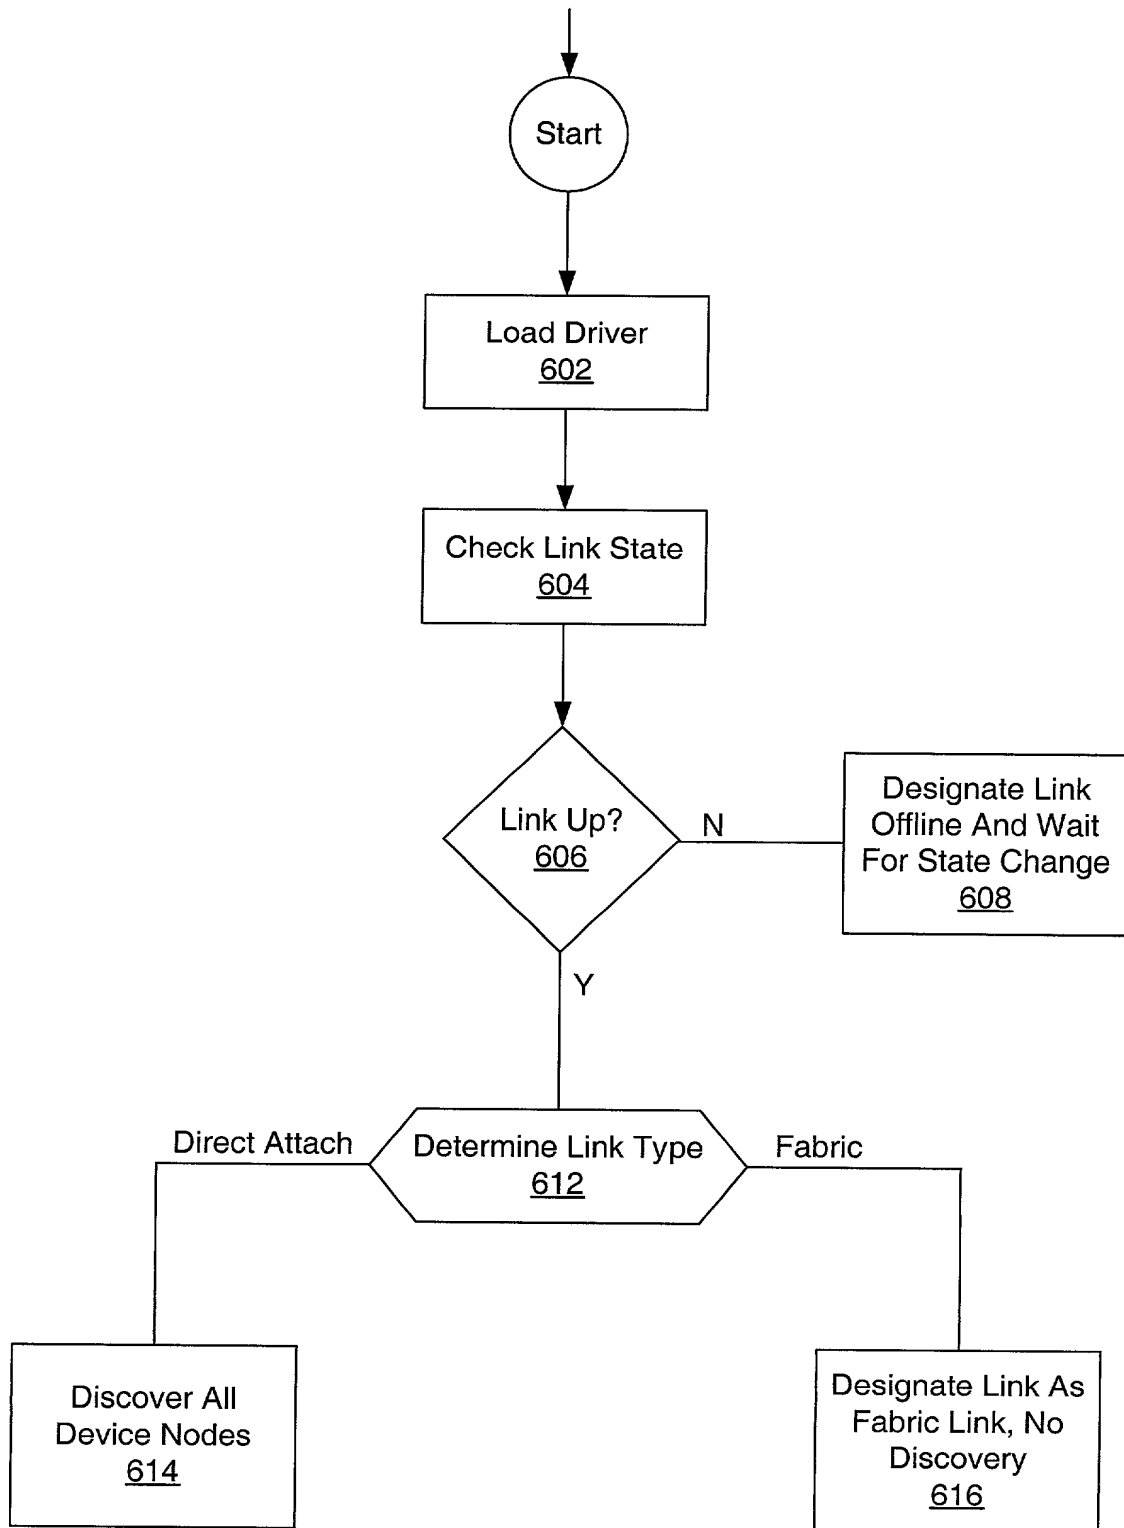 Start
Load Driver
602
Check Link State
604
Link Up?
606
N
Designate Link
Offline And Wait
For State Change
608
Y
Direct Attach
Determine Link Type
612
Fabric
Discover All
Device Nodes
614
Designate Link As
Fabric Link, No
Discovery
616